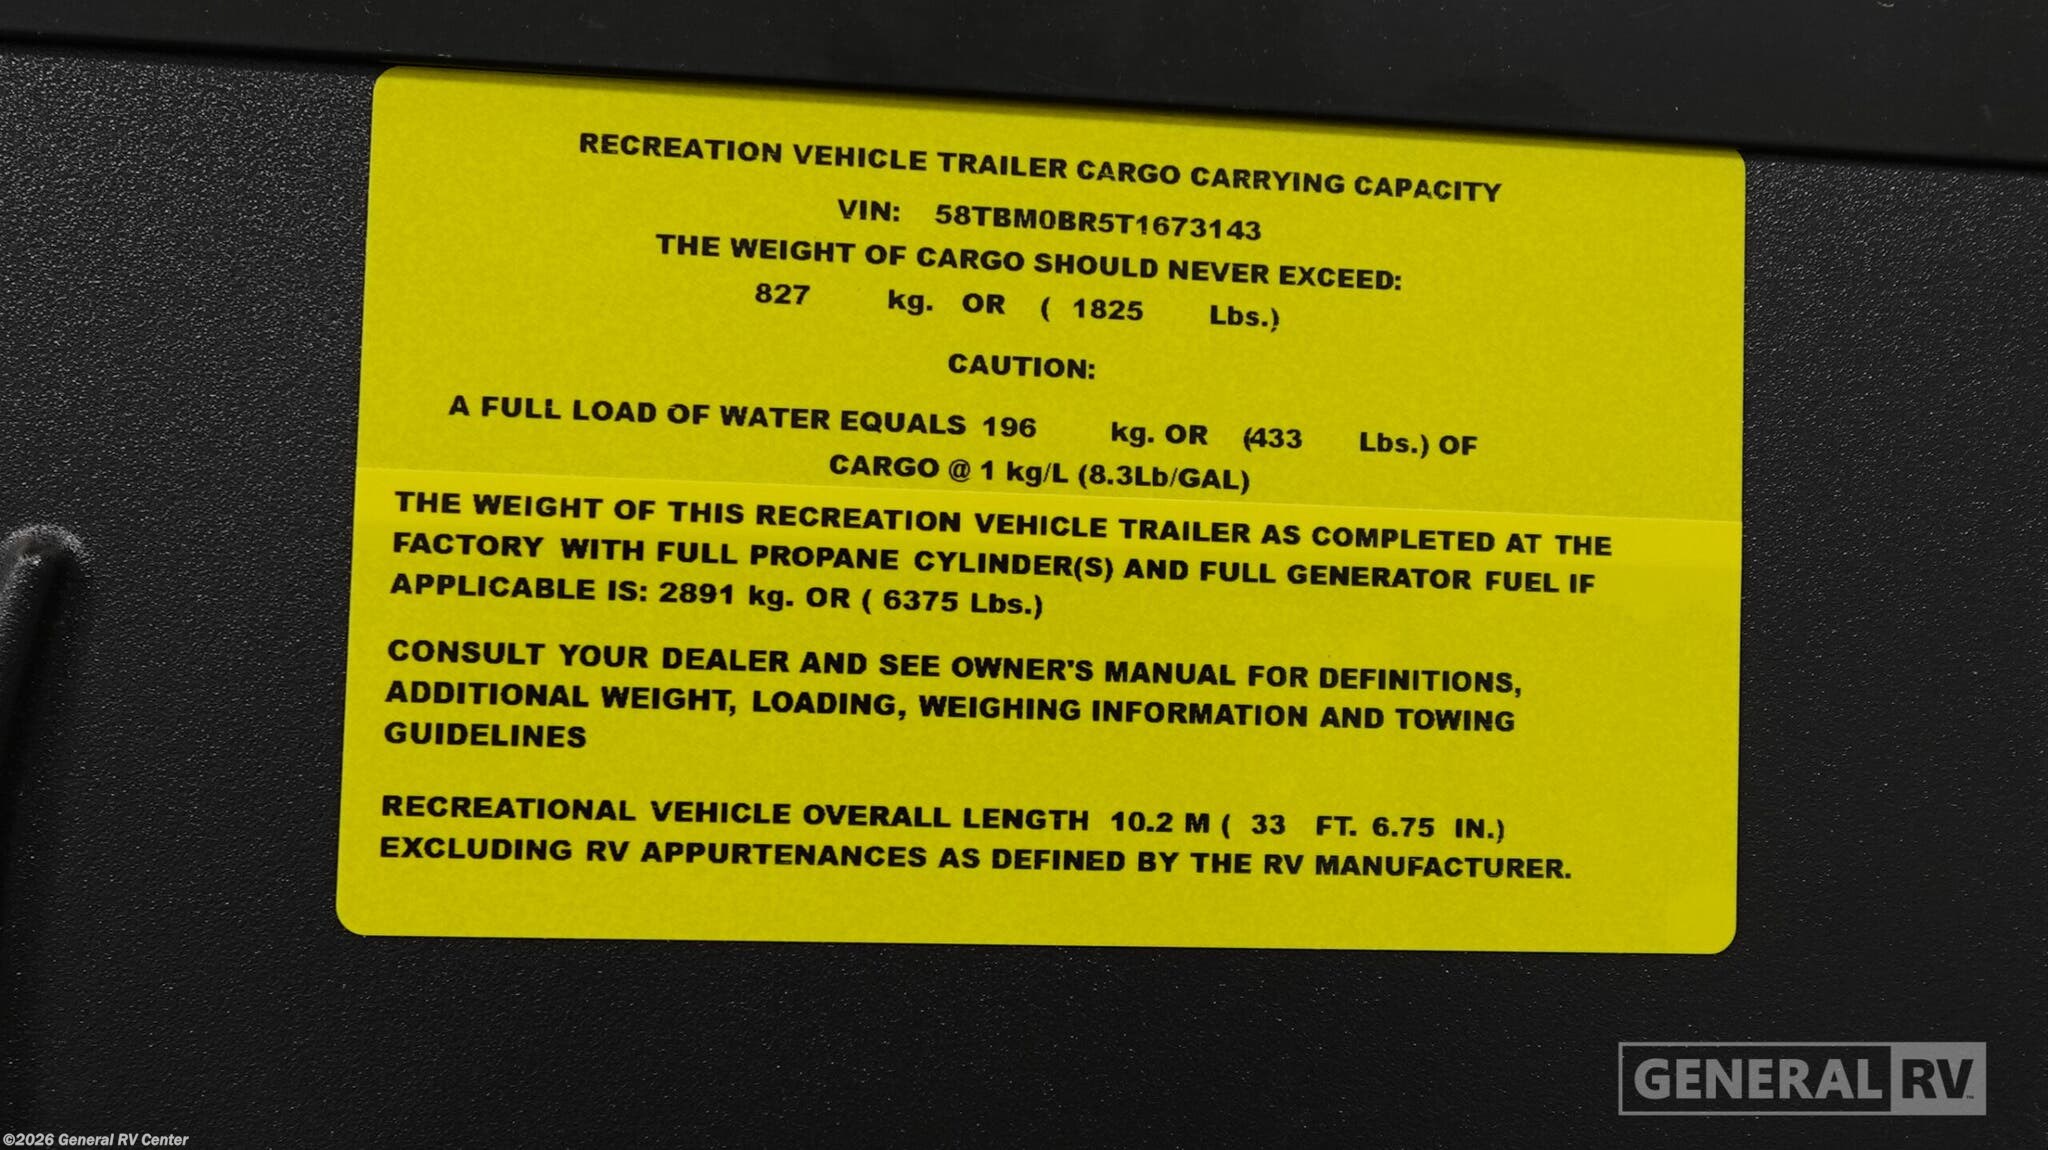 RECREATION VEHICLE TRAILER CARGO CARRYING CAPACITY
VIN: 58TBM0BR5T1673143
THE WEIGHT OF CARGO SHOULD NEVER EXCEED:
827 kg. OR ( 1825 Lbs.)
CAUTION:
A FULL LOAD OF WATER EQUALS 196 kg. OR (433 Lbs.) OF
CARGO @ 1 kg/L (8.3Lb/GAL)
THE WEIGHT OF THIS RECREATION VEHICLE TRAILER AS COMPLETED AT THE
FACTORY WITH FULL PROPANE CYLINDER(S) AND FULL GENERATOR FUEL IF
APPLICABLE IS: 2891 kg. OR ( 6375 Lbs.)
CONSULT YOUR DEALER AND SEE OWNER'S MANUAL FOR DEFINITIONS,
ADDITIONAL WEIGHT, LOADING, WEIGHING INFORMATION AND TOWING
GUIDELINES
RECREATIONAL VEHICLE OVERALL LENGTH 10.2 M ( 33 FT. 6.75 IN.)
EXCLUDING RV APPURTENANCES AS DEFINED BY THE RV MANUFACTURER.
GENERAL RV™
©2026 General RV Center